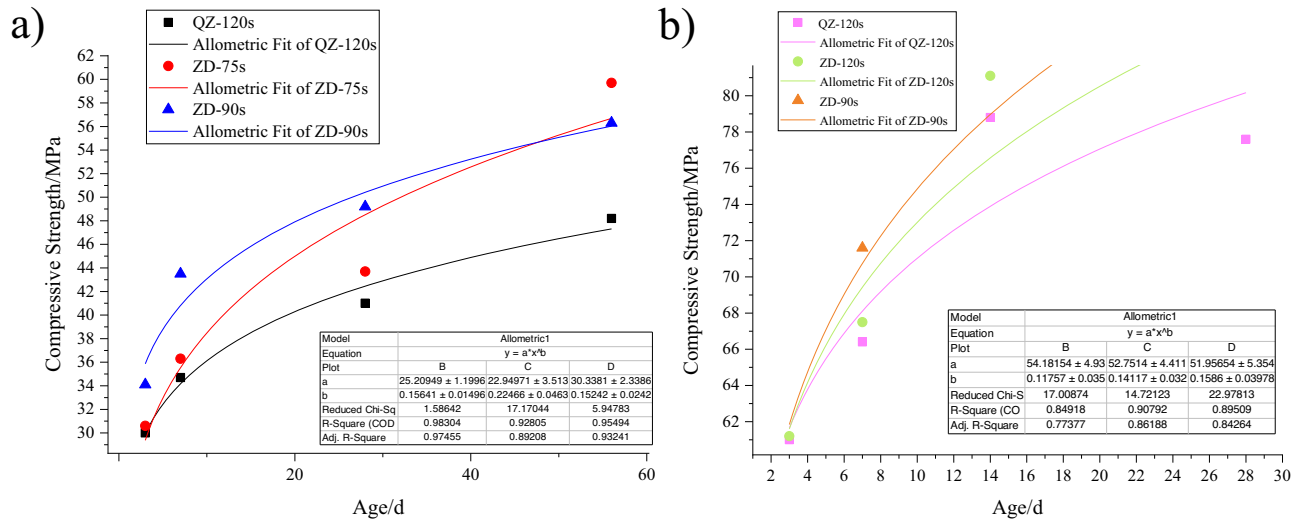 a)
QZ-120s
Allometric Fit of QZ-120s
ZD-75s
Allometric Fit of ZD-75s
ZD-90s
Allometric Fit of ZD-90s
62
60
58
56
54
52
50
48
46
44
42
40
38
36
34
32
30
Compressive Strength/MPa
0 20 40 60
Age/d
Model Allometric1
Equation y = a*x^b
Plot B C D
a 25.20949 ± 1.1996 22.94971 ± 3.513 30.3381 ± 2.3386
b 0.15641 ± 0.01496 0.22466 ± 0.0463 0.15242 ± 0.0242
Reduced Chi-Sq 1.58642 17.17044 5.94783
R-Square (COD 0.98304 0.92805 0.95494
Adj. R-Square 0.97455 0.89208 0.93241
b)
QZ-120s
Allometric Fit of QZ-120s
ZD-120s
Allometric Fit of ZD-120s
ZD-90s
Allometric Fit of ZD-90s
80
78
76
74
72
70
68
66
64
62
Compressive Strength/MPa
2 4 6 8 10 12 14 16 18 20 22 24 26 28 30
Age/d
Model Allometric1
Equation y = a*x^b
Plot B C D
a 54.18154 ± 4.93 52.7514 ± 4.411 51.95654 ± 5.354
b 0.11757 ± 0.035 0.14117 ± 0.032 0.1586 ± 0.03978
Reduced Chi-S 17.00874 14.72123 22.97813
R-Square (CO 0.84918 0.90792 0.89509
Adj. R-Square 0.77377 0.86188 0.84264